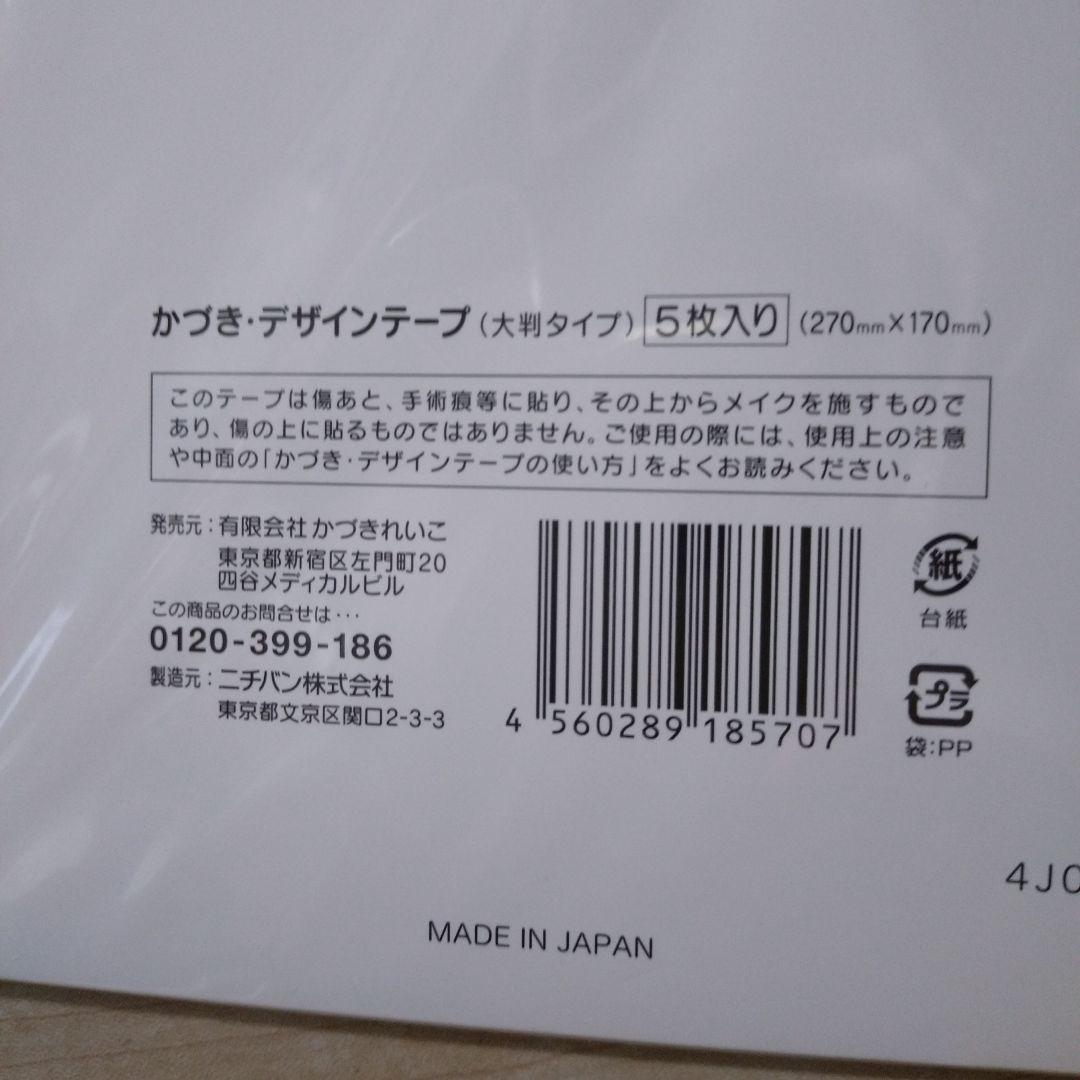 かづき・デザインテープ(大判タイプ) 5枚入り (270mm×170mm)
このテープは傷あと、手術痕等に貼り、その上からメイクを施すもので
あり、傷の上に貼るものではありません。ご使用の際には、使用上の注意
や中面の「かづき・デザインテープの使い方」をよくお読みください。
発売元:有限会社 かづきれいこ
東京都新宿区左門町20
四谷メディカルビル
この商品のお問合せは・・・
0120-399-186
製造元:ニチバン株式会社
東京都文京区関口2-3-3
4 560289 185707
紙
台紙
プラ
袋:PP
4J0
MADE IN JAPAN